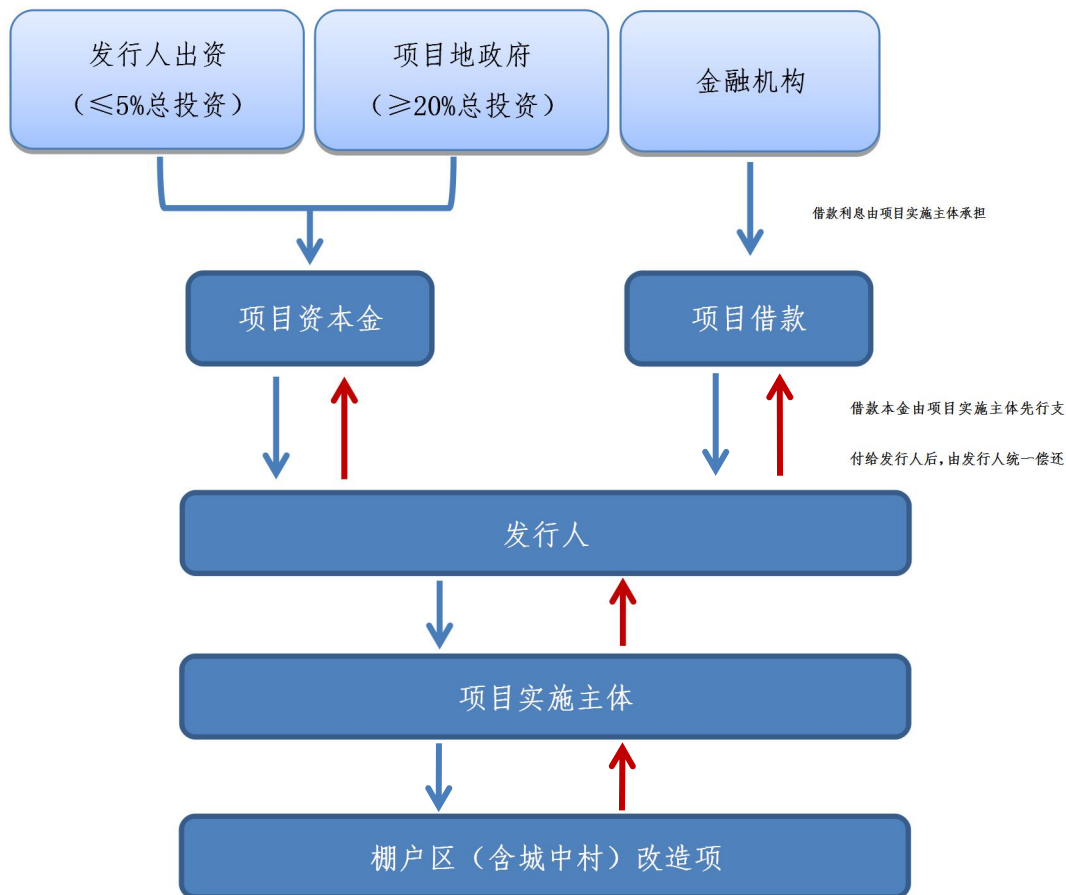 发行人出资
（≤5%总投资）
项目地政府
（≥20%总投资）
金融机构
借款利息由项目实施主体承担
项目资本金
项目借款
借款本金由项目实施主体先行支
付给发行人后，由发行人统一偿还
发行人
项目实施主体
棚户区（含城中村）改造项